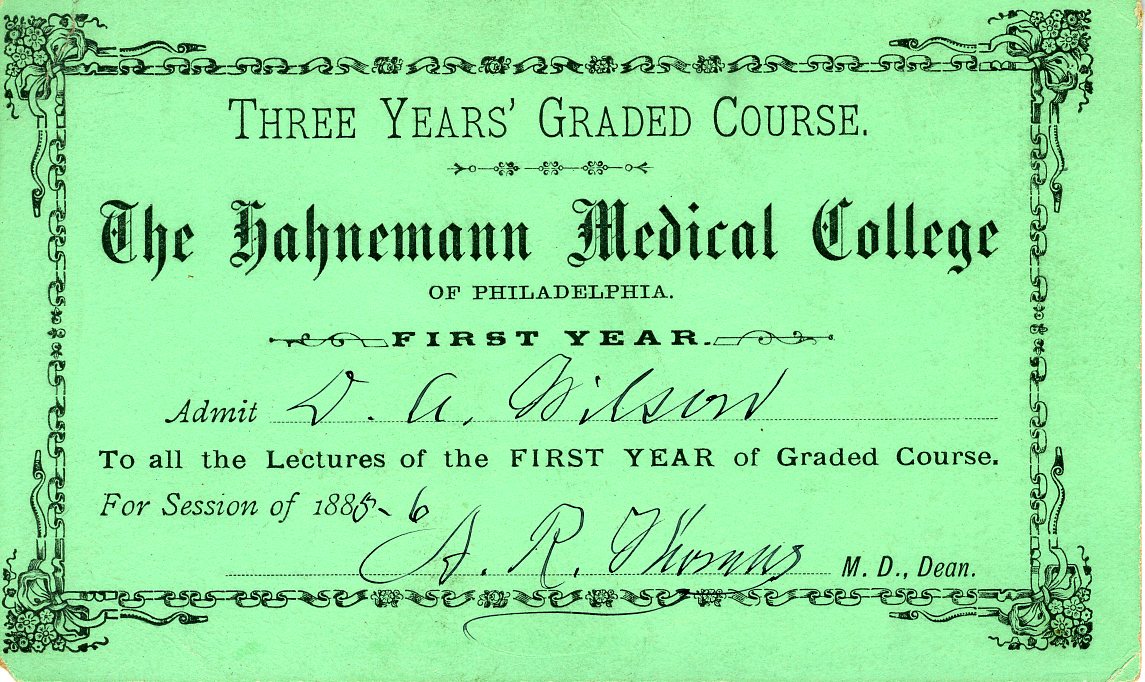 THREE YEARS' GRADED COURSE.
The Hahnemann Medical College
OF PHILADELPHIA.
FIRST YEAR.
Admit D. A. Wilson
To all the Lectures of the FIRST YEAR of Graded Course.
For Session of 1885-6
A. R. Thomas M. D., Dean.